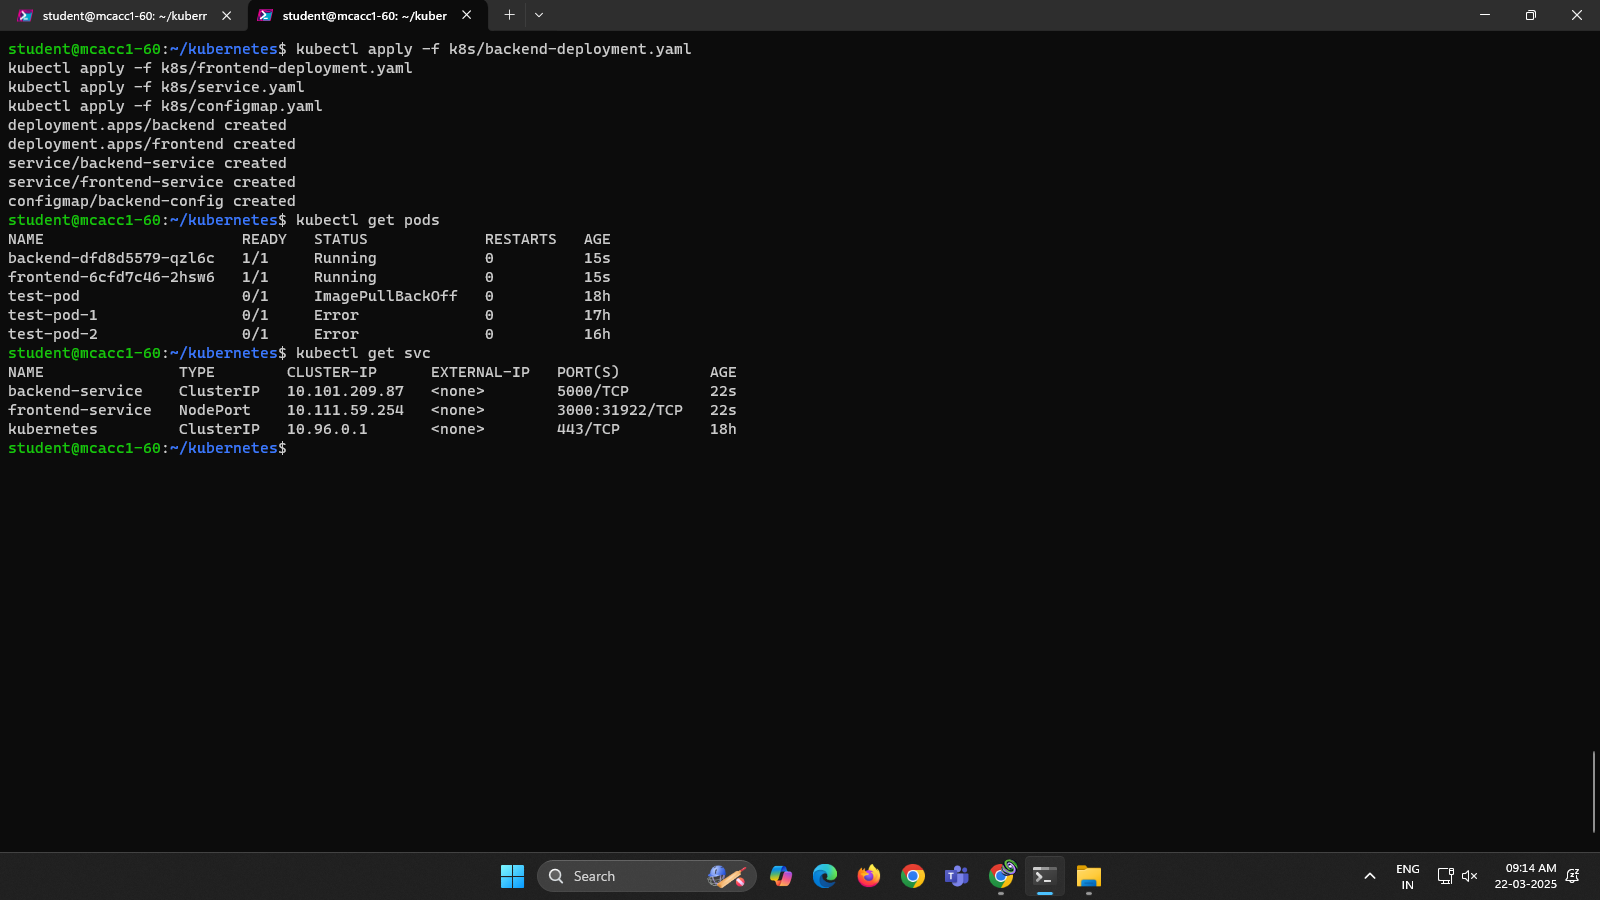 student@mcacc1-60: ~/kuberr
student@mcacc1-60: ~/kuber
student@mcacc1-60:~/kubernetes$ kubectl apply -f k8s/backend-deployment.yaml
kubectl apply -f k8s/frontend-deployment.yaml
kubectl apply -f k8s/service.yaml
kubectl apply -f k8s/configmap.yaml
deployment.apps/backend created
deployment.apps/frontend created
service/backend-service created
service/frontend-service created
configmap/backend-config created
student@mcacc1-60:~/kubernetes$ kubectl get pods
NAME READY STATUS RESTARTS AGE
backend-dfd8d5579-qzl6c 1/1 Running 0 15s
frontend-6cfd7c46-2hsw6 1/1 Running 0 15s
test-pod 0/1 ImagePullBackOff 0 18h
test-pod-1 0/1 Error 0 17h
test-pod-2 0/1 Error 0 16h
student@mcacc1-60:~/kubernetes$ kubectl get svc
NAME TYPE CLUSTER-IP EXTERNAL-IP PORT(S) AGE
backend-service ClusterIP 10.101.209.87 <none> 5000/TCP 22s
frontend-service NodePort 10.111.59.254 <none> 3000:31922/TCP 22s
kubernetes ClusterIP 10.96.0.1 <none> 443/TCP 18h
student@mcacc1-60:~/kubernetes$
Search
ENG
IN
09:14 AM
22-03-2025